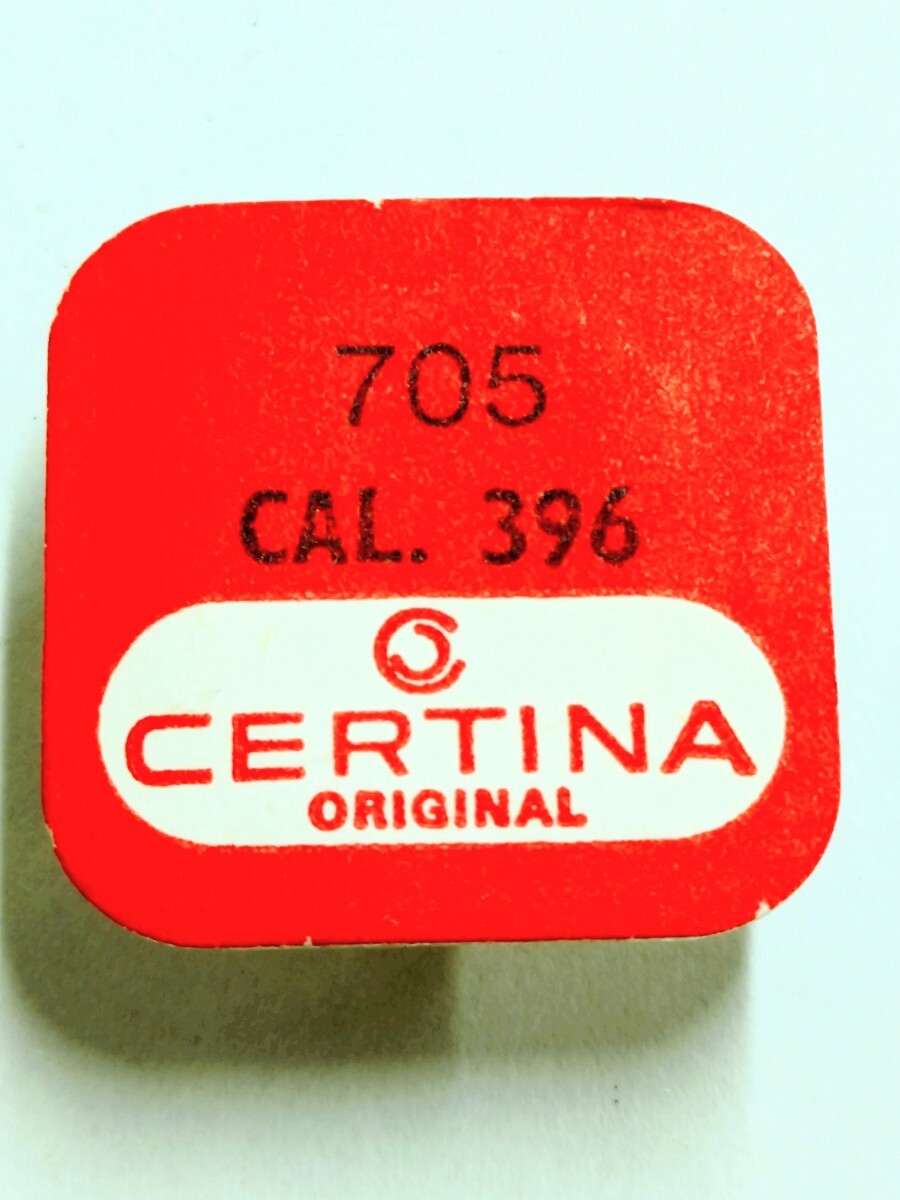 705
CAL. 396
CERTINA
ORIGINAL